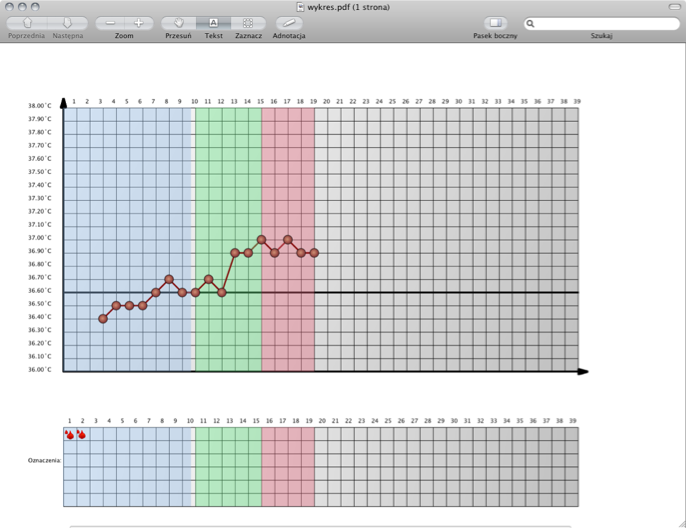 wykres.pdf (1 strona)
Poprzednia Następna Zoom Przesuń Tekst Zaznacz Adnotacja Pasek boczny Szukaj
1 2 3 4 5 6 7 8 9 10 11 12 13 14 15 16 17 18 19 20 21 22 23 24 25 26 27 28 29 30 31 32 33 34 35 36 37 38 39
38.00°C
37.90°C
37.80°C
37.70°C
37.60°C
37.50°C
37.40°C
37.30°C
37.20°C
37.10°C
37.00°C
36.90°C
36.80°C
36.70°C
36.60°C
36.50°C
36.40°C
36.30°C
36.20°C
36.10°C
36.00°C
1 2 3 4 5 6 7 8 9 10 11 12 13 14 15 16 17 18 19 20 21 22 23 24 25 26 27 28 29 30 31 32 33 34 35 36 37 38 39
Oznaczenia: